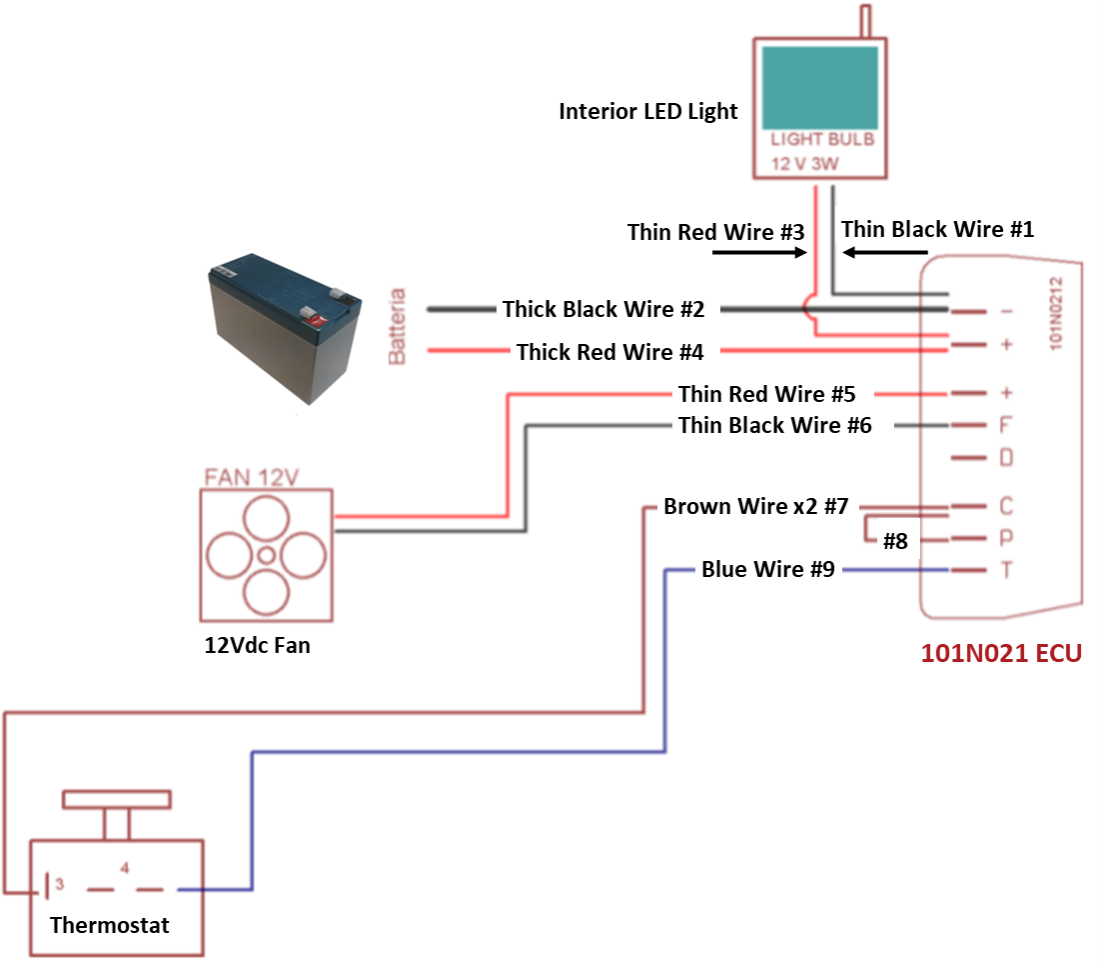 Interior LED Light
LIGHT BULB
12 V 3W
Thin Red Wire #3
Thin Black Wire #1
101N0212
Batteria
Thick Black Wire #2
-
Thick Red Wire #4
+
Thin Red Wire #5
+
Thin Black Wire #6
F
D
FAN 12V
12Vdc Fan
Brown Wire x2 #7
C
#8
P
Blue Wire #9
T
101N021 ECU
4
3
Thermostat